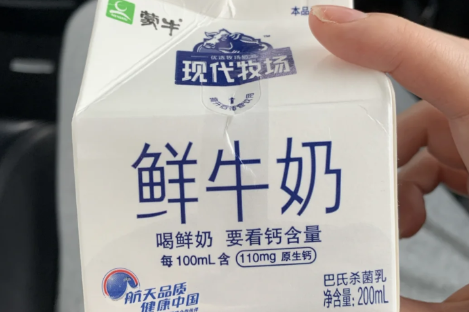 蒙牛
本品
现代牧场
鲜牛奶
喝鲜奶 要看钙含量
每100mL含 110mg 原生钙
航天品质
健康中国
巴氏杀菌乳
净含量: 200mL